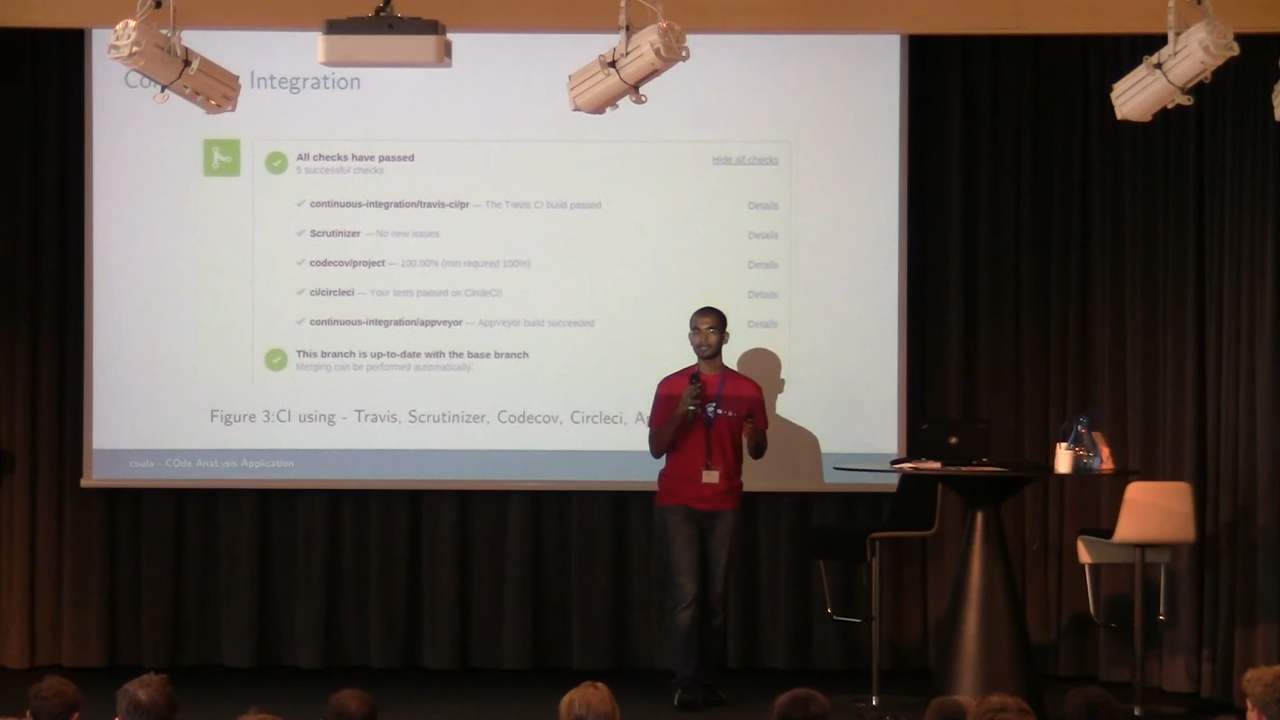 Integration
All checks have passed
Hide all checks
5 successful checks
continuous-integration/travis-ci/pr — The Travis CI build passed
Details
Scrutinizer — No new issues
Details
codecov/project — 100.00% (min required 100%)
Details
ci/circleci — Your tests passed on CircleCI!
Details
continuous-integration/appveyor — AppVeyor build succeeded
Details
This branch is up-to-date with the base branch
Merging can be performed automatically.
Figure 3:CI using - Travis, Scrutinizer, Codecov, Circleci,
coala - COde AnaLysis Application